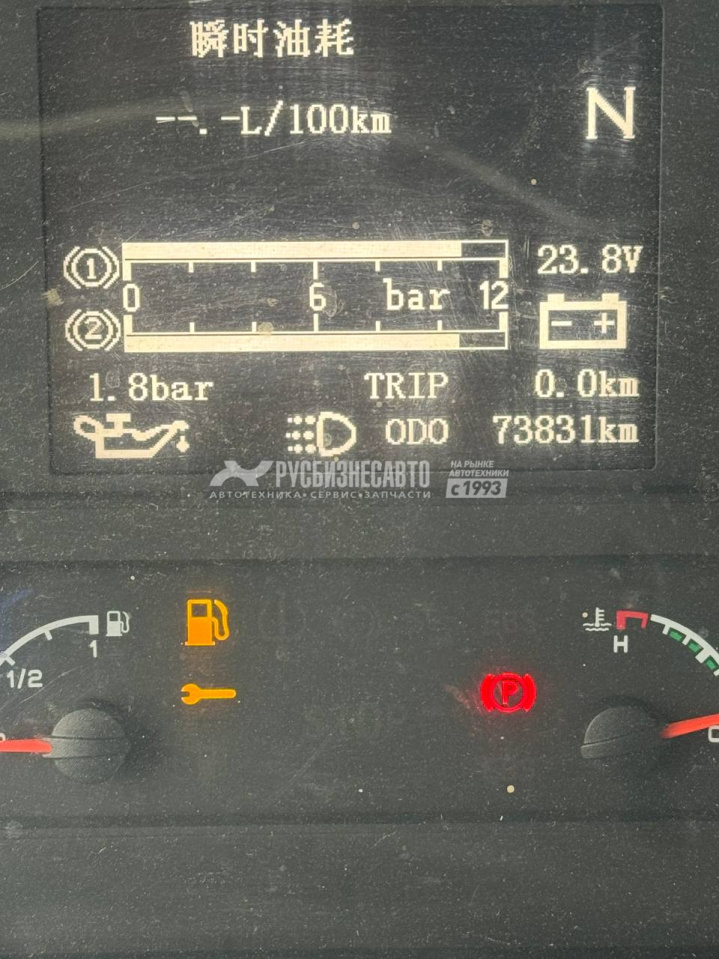 瞬时油耗
--.-L/100km
N
1
23.8V
0 6 bar 12
2
1.8bar TRIP 0.0km
ODO 73831km
РУСБИЗНЕСАВТО
АВТОТЕХНИКА•СЕРВИС•ЗАПЧАСТИ
НА РЫНКЕ
АВТОТЕХНИКИ
с 1993
1
H
1/2
P